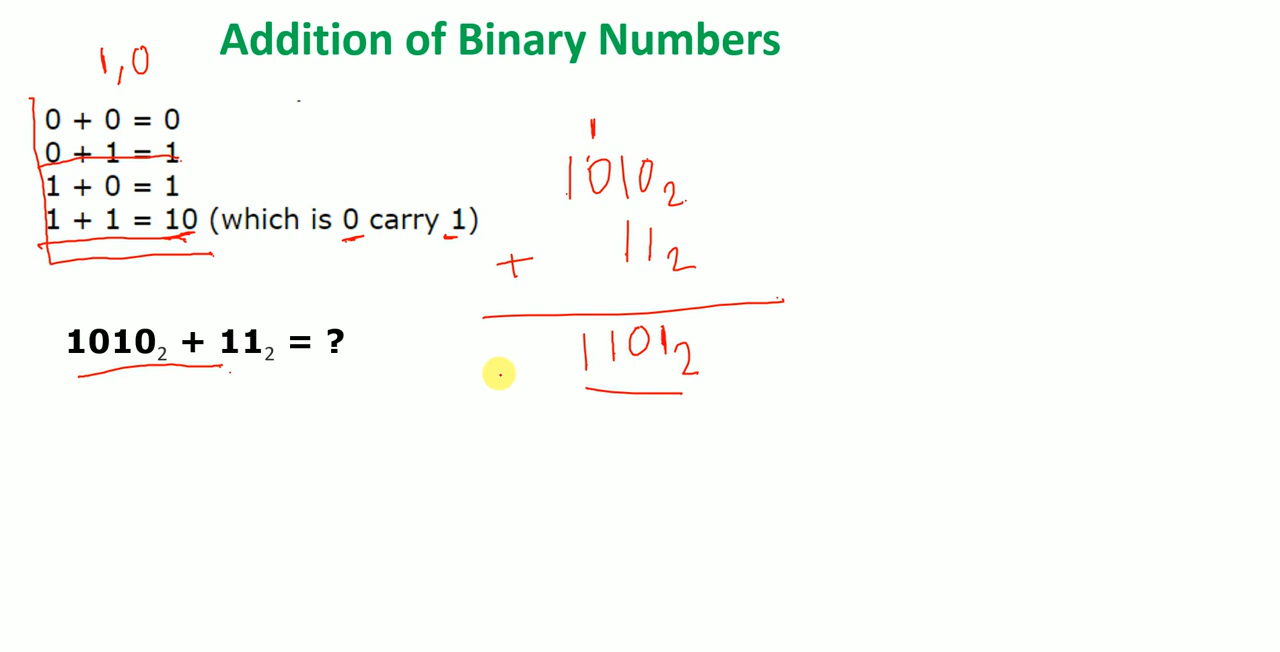 Addition of Binary Numbers
1,0
0 + 0 = 0
0 + 1 = 1
1 + 0 = 1
1 + 1 = 10 (which is 0 carry 1)
1010₂ + 11₂ = ?
1
1010₂
+ 11₂
1101₂